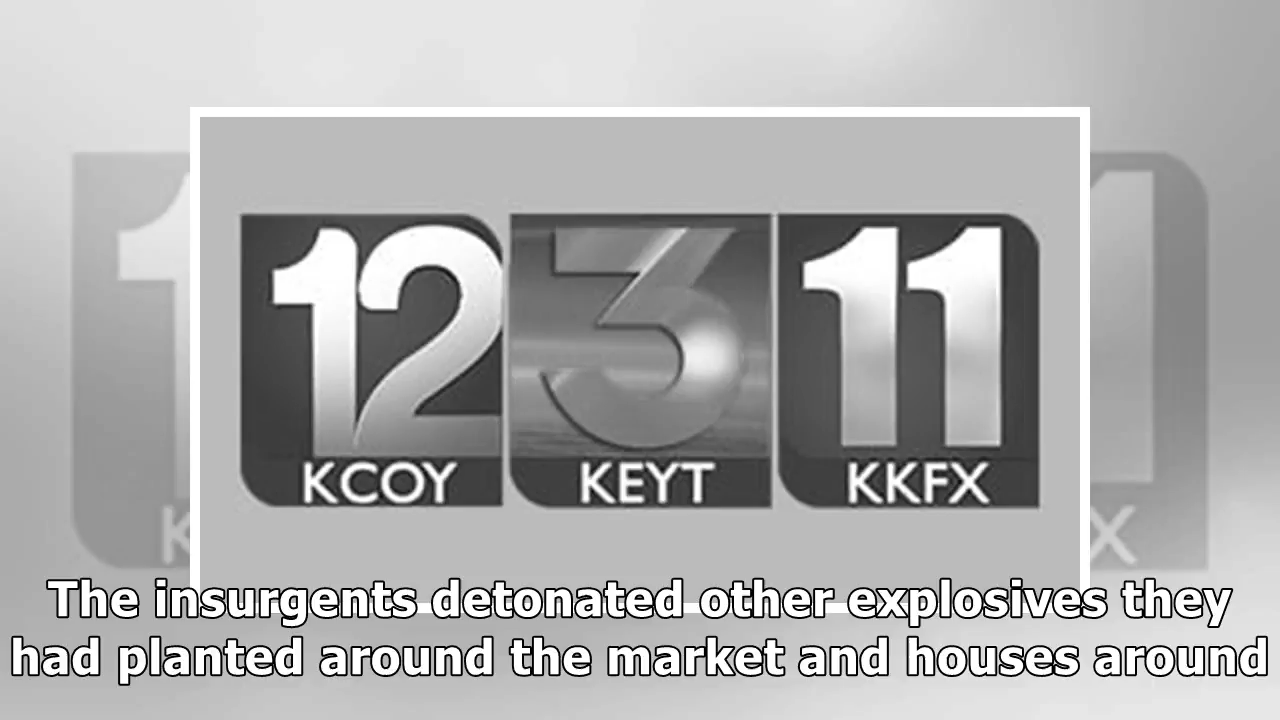 12 3 11
KCOY KEYT KKFX
The insurgents detonated other explosives they
had planted around the market and houses around